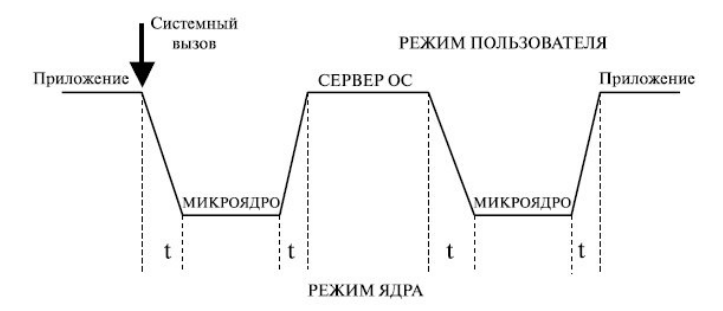 Системный
вызов
РЕЖИМ ПОЛЬЗОВАТЕЛЯ
Приложение
СЕРВЕР ОС
Приложение
МИКРОЯДРО
МИКРОЯДРО
t
t
t
t
РЕЖИМ ЯДРА